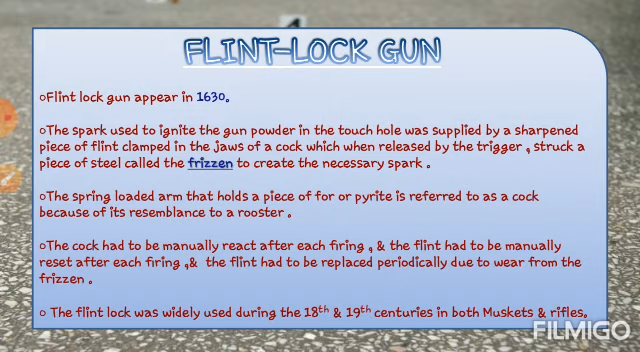 FLINT-LOCK GUN
○Flint lock gun appear in 1630.
○The spark used to ignite the gun powder in the touch hole was supplied by a sharpened
piece of flint clamped in the jaws of a cock which when released by the trigger , struck a
piece of steel called the frizzen to create the necessary spark .
○The spring loaded arm that holds a piece of for or pyrite is referred to as a cock
because of its resemblance to a rooster .
○The cock had to be manually react after each firing , & the flint had to be manually
reset after each firing ,& the flint had to be replaced periodically due to wear from the
frizzen .
○ The flint lock was widely used during the 18th & 19th centuries in both Muskets & rifles.
FILMIGO